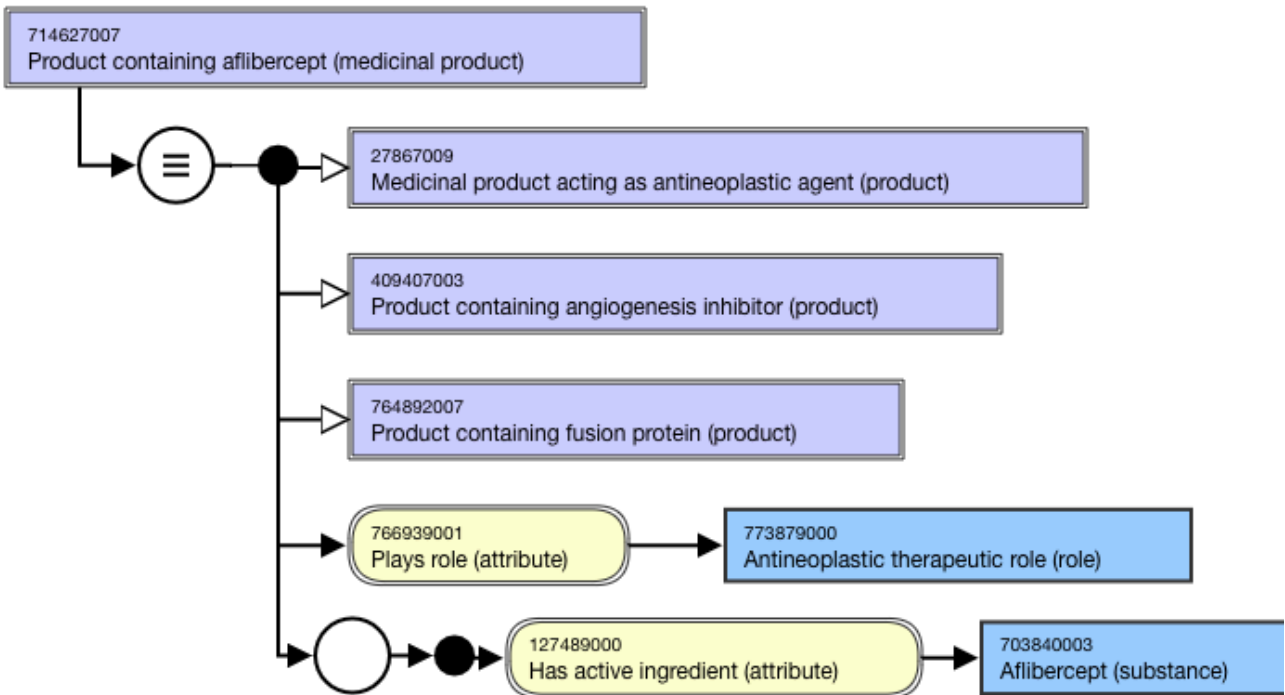 714627007
Product containing aflibercept (medicinal product)
27867009
Medicinal product acting as antineoplastic agent (product)
409407003
Product containing angiogenesis inhibitor (product)
764892007
Product containing fusion protein (product)
766939001
Plays role (attribute)
773879000
Antineoplastic therapeutic role (role)
127489000
Has active ingredient (attribute)
703840003
Aflibercept (substance)